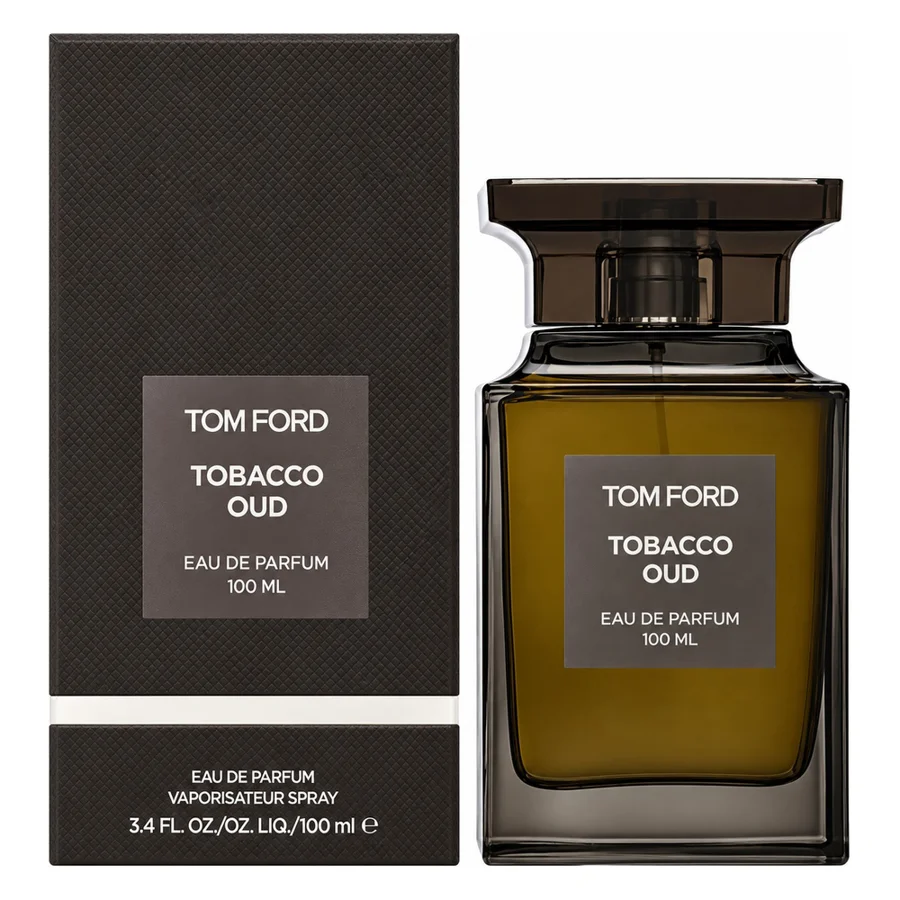 TOM FORD
TOBACCO
OUD
EAU DE PARFUM
100 ML
EAU DE PARFUM
VAPORISATEUR SPRAY
3.4 FL. OZ./OZ. LIQ./100 ml ℮
TOM FORD
TOBACCO
OUD
EAU DE PARFUM
100 ML